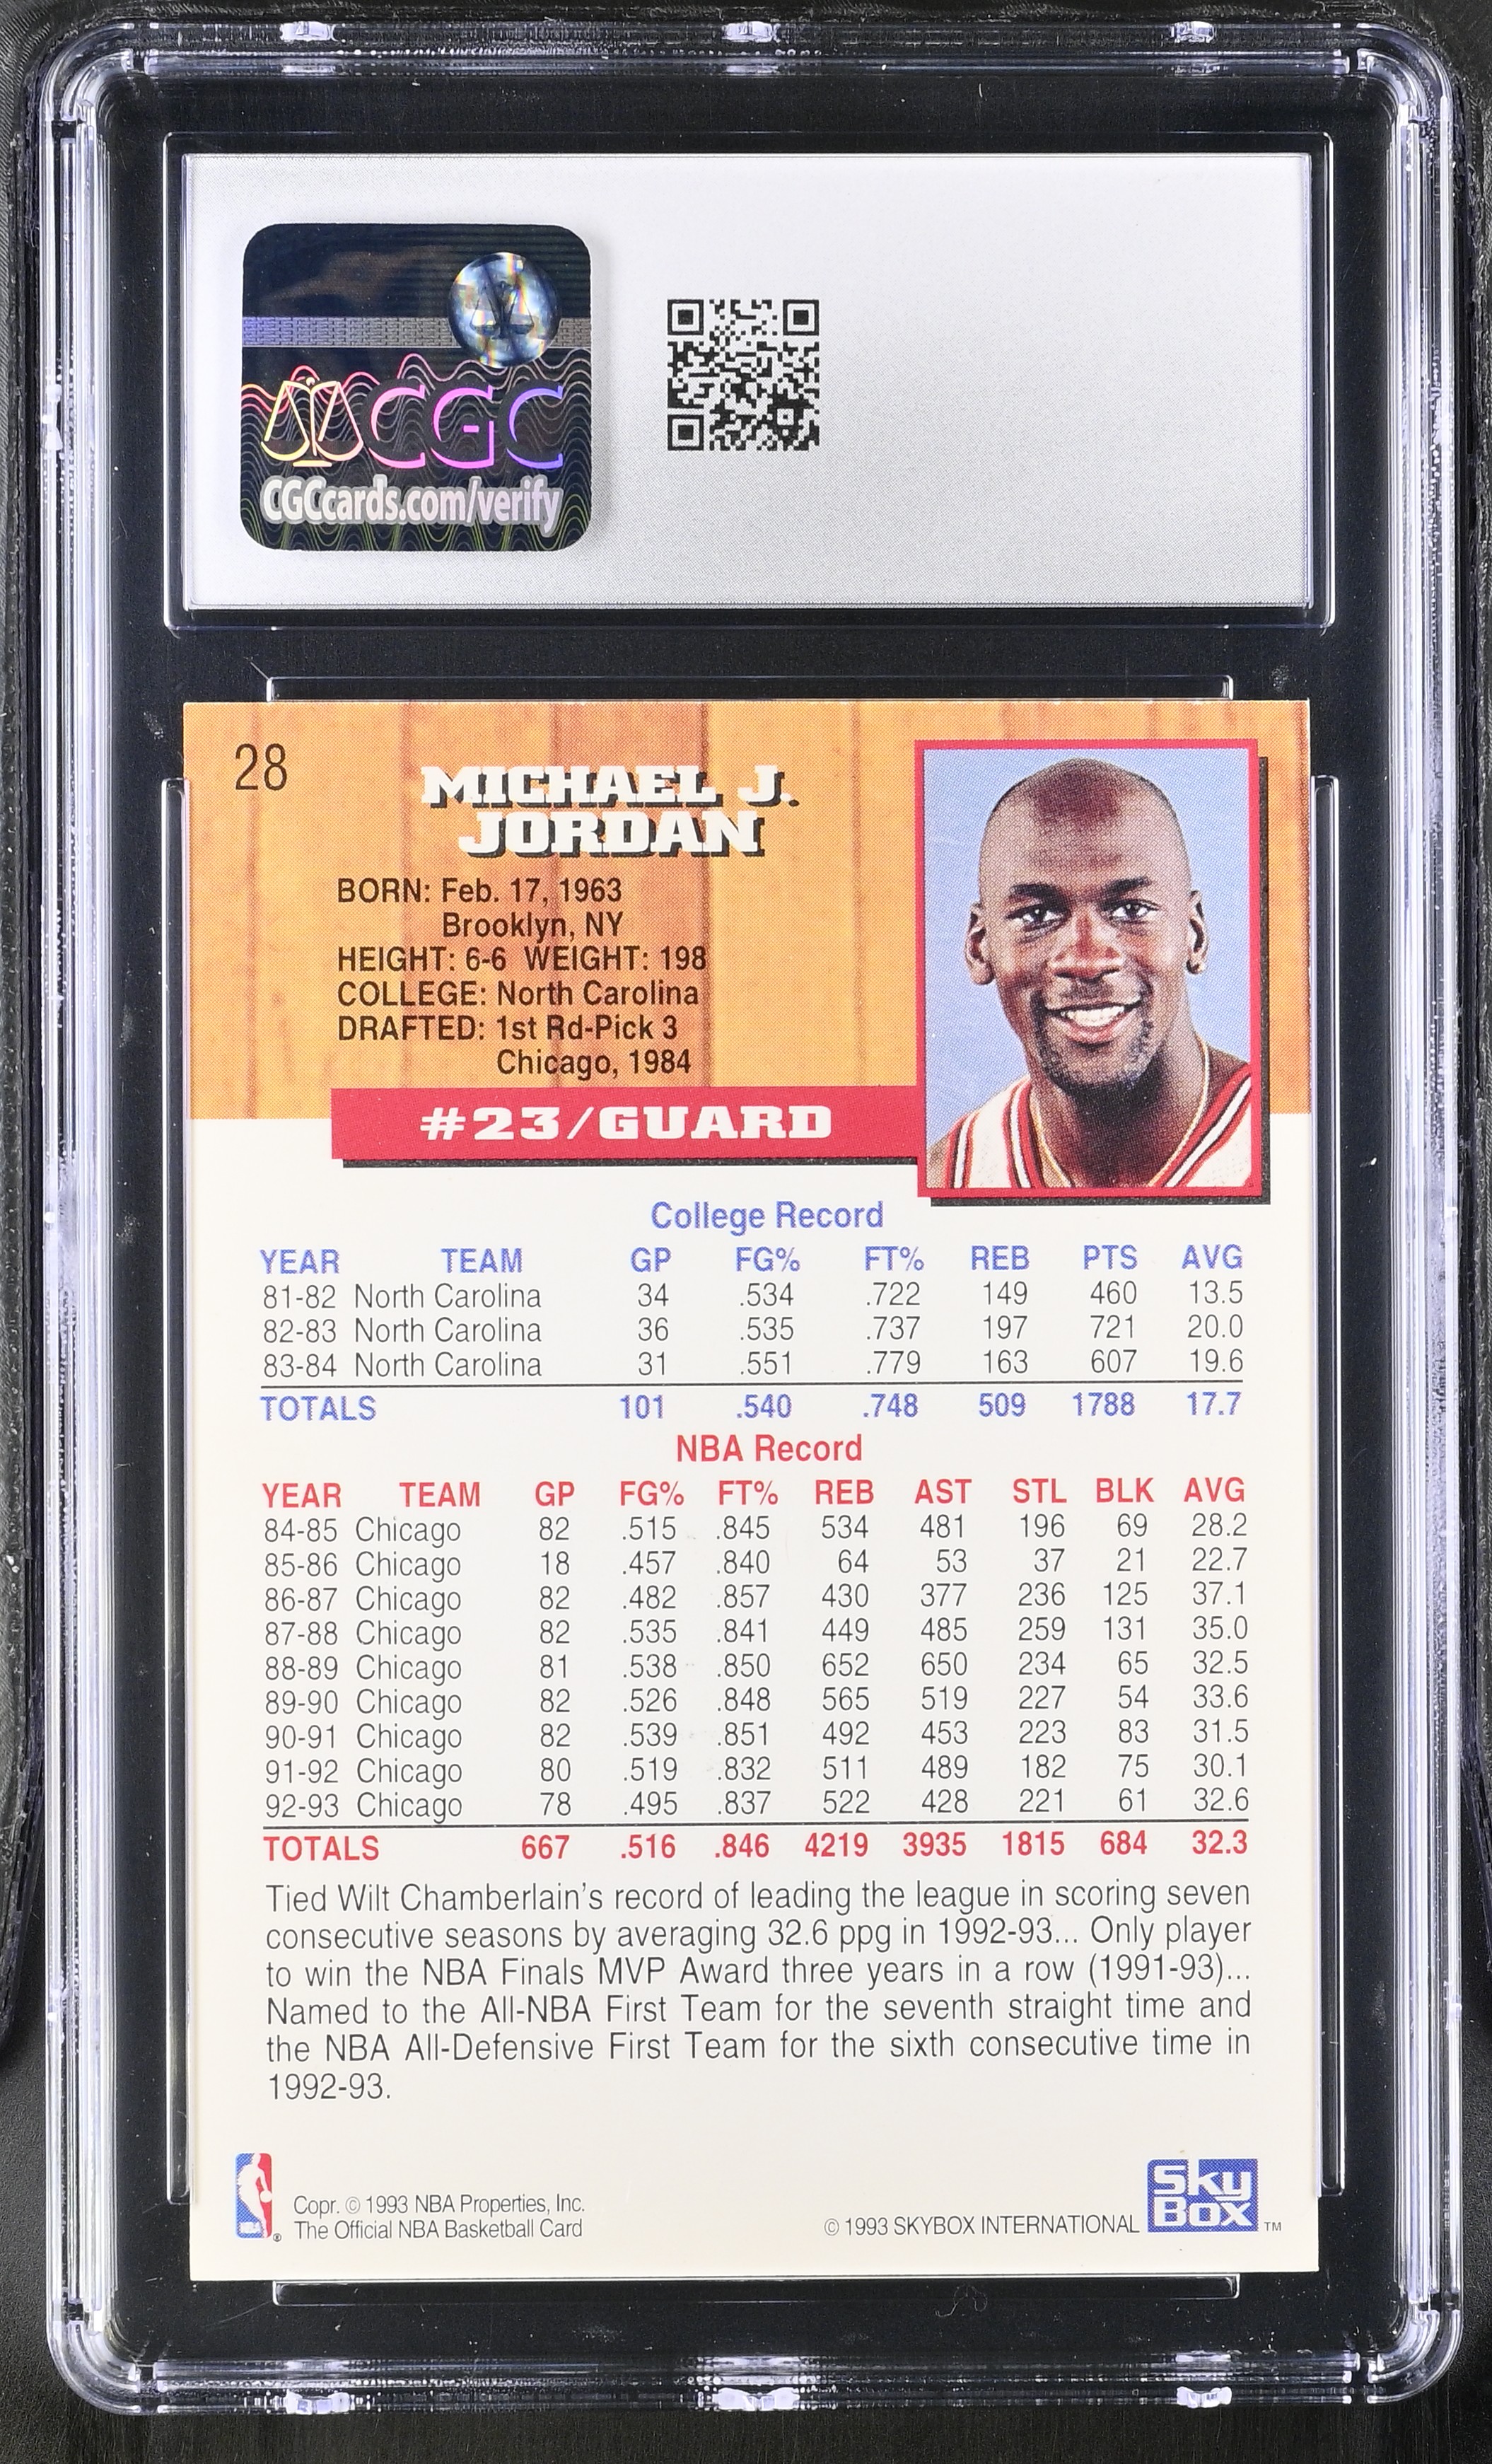 CGC
CGCcards.com/verify
28
MICHAEL J.
JORDAN
BORN: Feb. 17, 1963
Brooklyn, NY
HEIGHT: 6-6 WEIGHT: 198
COLLEGE: North Carolina
DRAFTED: 1st Rd-Pick 3
Chicago, 1984
#23/GUARD
College Record
YEAR TEAM GP FG% FT% REB PTS AVG
81-82 North Carolina 34 .534 .722 149 460 13.5
82-83 North Carolina 36 .535 .737 197 721 20.0
83-84 North Carolina 31 .551 .779 163 607 19.6
TOTALS 101 .540 .748 509 1788 17.7
NBA Record
YEAR TEAM GP FG% FT% REB AST STL BLK AVG
84-85 Chicago 82 .515 .845 534 481 196 69 28.2
85-86 Chicago 18 .457 .840 64 53 37 21 22.7
86-87 Chicago 82 .482 .857 430 377 236 125 37.1
87-88 Chicago 82 .535 .841 449 485 259 131 35.0
88-89 Chicago 81 .538 .850 652 650 234 65 32.5
89-90 Chicago 82 .526 .848 565 519 227 54 33.6
90-91 Chicago 82 .539 .851 492 453 223 83 31.5
91-92 Chicago 80 .519 .832 511 489 182 75 30.1
92-93 Chicago 78 .495 .837 522 428 221 61 32.6
TOTALS 667 .516 .846 4219 3935 1815 684 32.3
Tied Wilt Chamberlain's record of leading the league in scoring seven
consecutive seasons by averaging 32.6 ppg in 1992-93... Only player
to win the NBA Finals MVP Award three years in a row (1991-93)...
Named to the All-NBA First Team for the seventh straight time and
the NBA All-Defensive First Team for the sixth consecutive time in
1992-93.
NBA ®
Copr. © 1993 NBA Properties, Inc.
The Official NBA Basketball Card
© 1993 SKYBOX INTERNATIONAL
Sky
Box ™